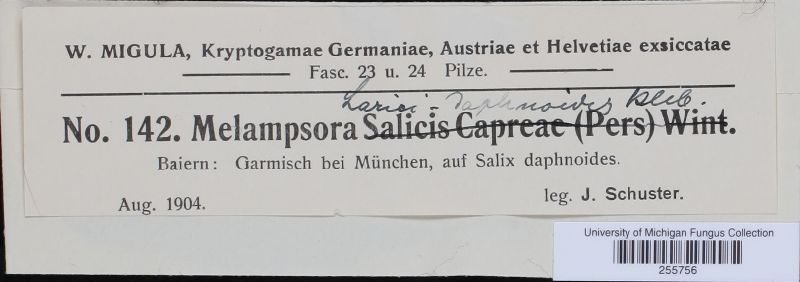 W. MIGULA, Kryptogamae Germaniae, Austriae et Helvetiae exsiccatae
Fasc. 23 u. 24 Pilze.
Larici-Daphnoides Kleb.
No. 142. Melampsora Salicis Capreae (Pers) Wint.
Baiern: Garmisch bei München, auf Salix daphnoides.
Aug. 1904.
leg. J. Schuster.
University of Michigan Fungus Collection
255756